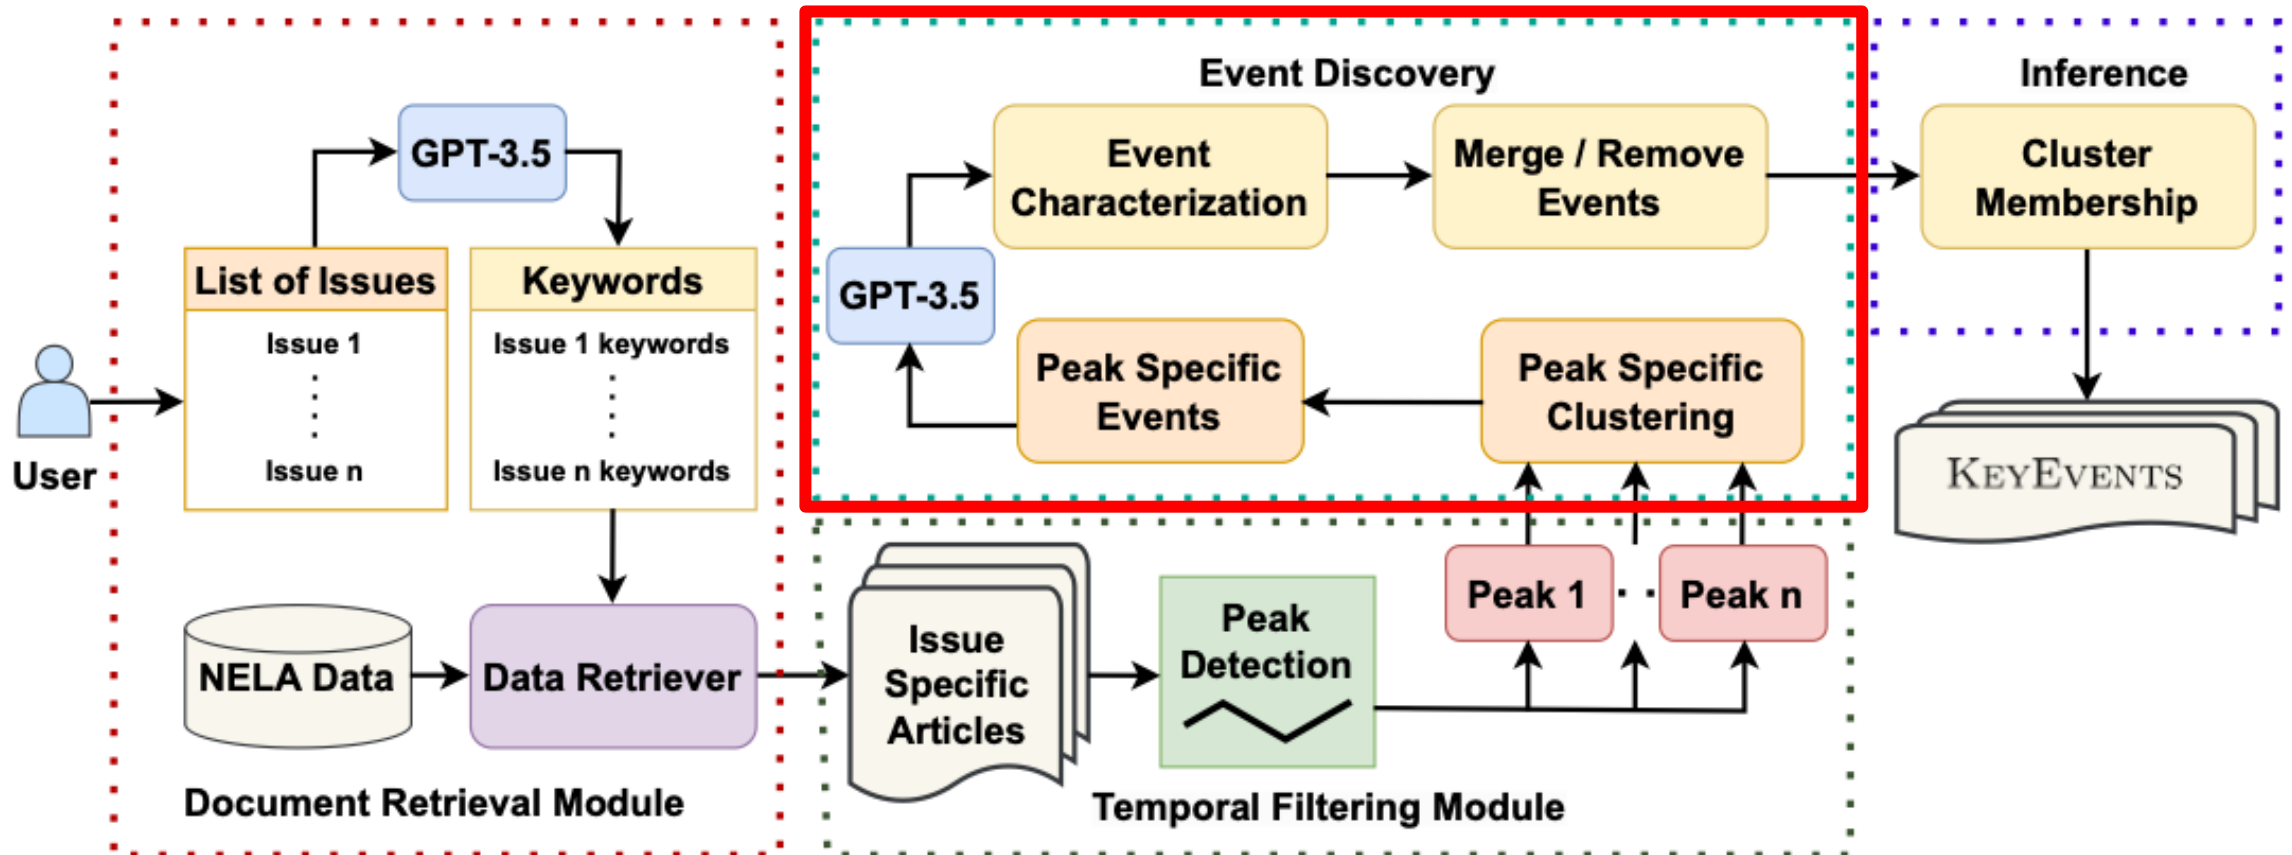 User
List of Issues
Issue 1
Issue n
GPT-3.5
Keywords
Issue 1 keywords
Issue n keywords
NELA Data
Data Retriever
Document Retrieval Module
Issue
Specific
Articles
Peak
Detection
Peak 1
Peak n
Temporal Filtering Module
Event Discovery
Peak Specific
Clustering
Peak Specific
Events
GPT-3.5
Event
Characterization
Merge / Remove
Events
Inference
Cluster
Membership
KEYEVENTS